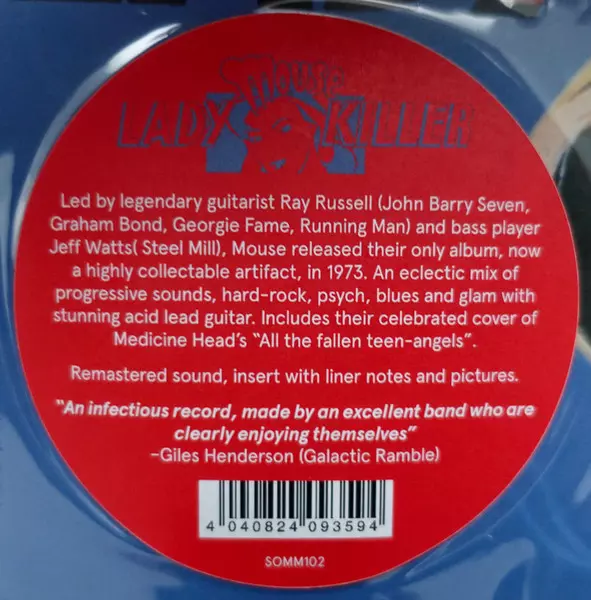 MOUSE
LADY KILLER
Led by legendary guitarist Ray Russell (John Barry Seven,
Graham Bond, Georgie Fame, Running Man) and bass player
Jeff Watts( Steel Mill), Mouse released their only album, now
a highly collectable artifact, in 1973. An eclectic mix of
progressive sounds, hard-rock, psych, blues and glam with
stunning acid lead guitar. Includes their celebrated cover of
Medicine Head's “All the fallen teen-angels”.
Remastered sound, insert with liner notes and pictures.
“An infectious record, made by an excellent band who are
clearly enjoying themselves”
–Giles Henderson (Galactic Ramble)
4 040824 093594
SOMM102